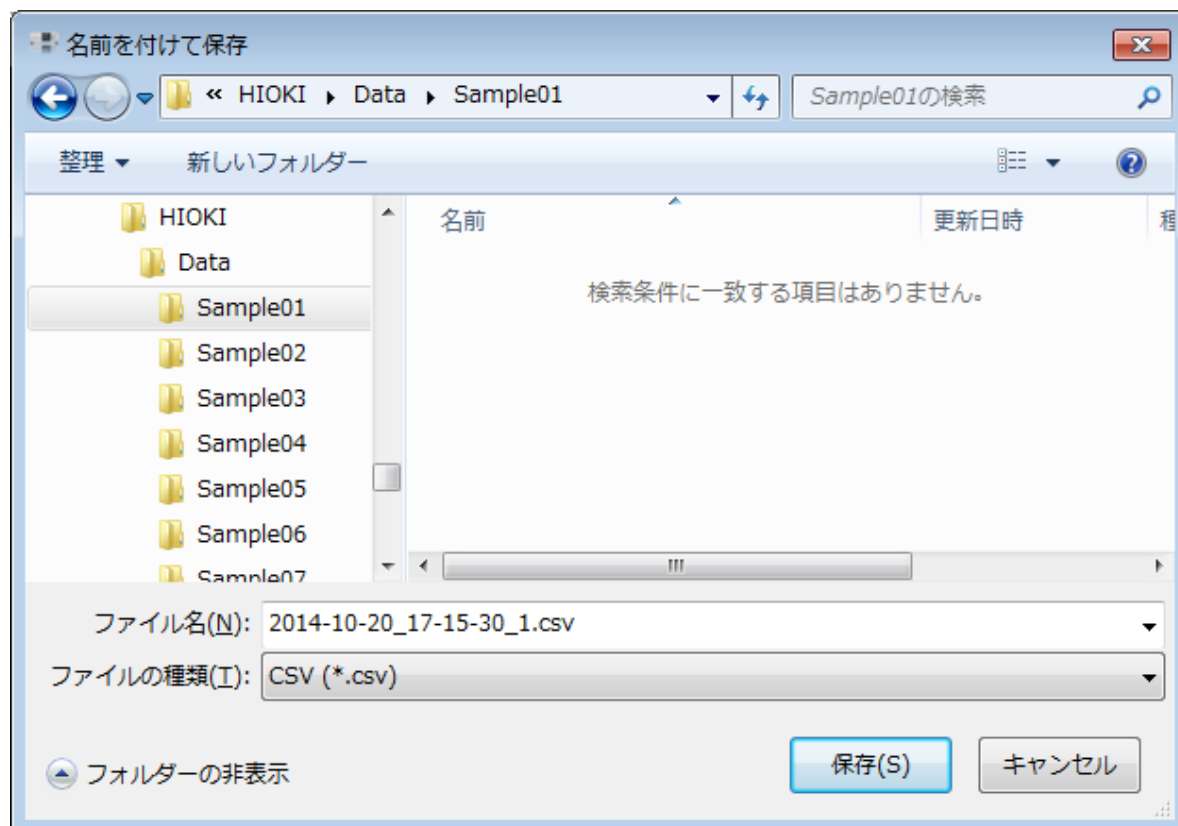 名前を付けて保存
« HIOKI Data Sample01 Sample01の検索
整理 新しいフォルダー
HIOKI
Data
Sample01
Sample02
Sample03
Sample04
Sample05
Sample06
Sample07
名前 更新日時 種
検索条件に一致する項目はありません。
ファイル名(N): 2014-10-20_17-15-30_1.csv
ファイルの種類(T): CSV (*.csv)
フォルダーの非表示 保存(S) キャンセル